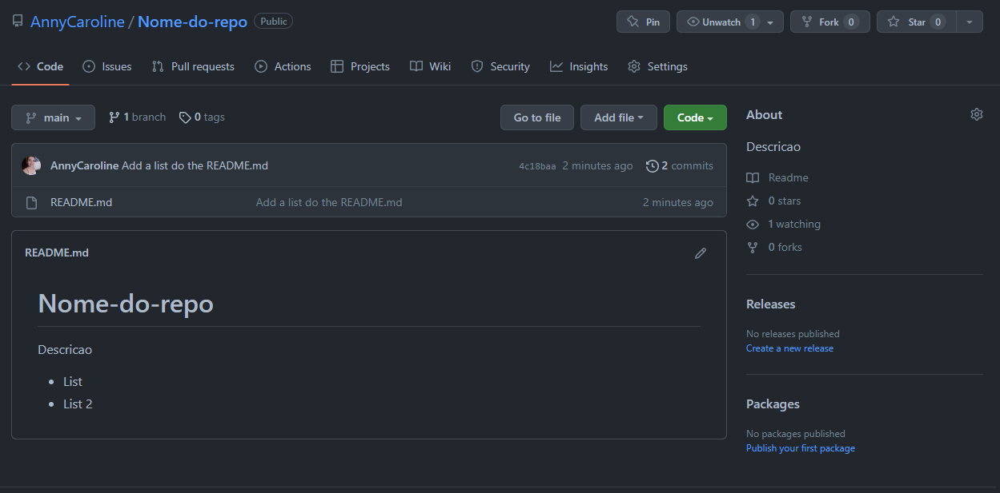 AnnyCaroline / Nome-do-repo Public Pin Unwatch 1 Fork 0 Star 0
Code Issues Pull requests Actions Projects Wiki Security Insights Settings
main 1 branch 0 tags Go to file Add file Code
AnnyCaroline Add a list do the README.md 4c18baa 2 minutes ago 2 commits
README.md Add a list do the README.md 2 minutes ago
README.md
Nome-do-repo
Descricao
List
List 2
About
Descricao
Readme
0 stars
1 watching
0 forks
Releases
No releases published
Create a new release
Packages
No packages published
Publish your first package